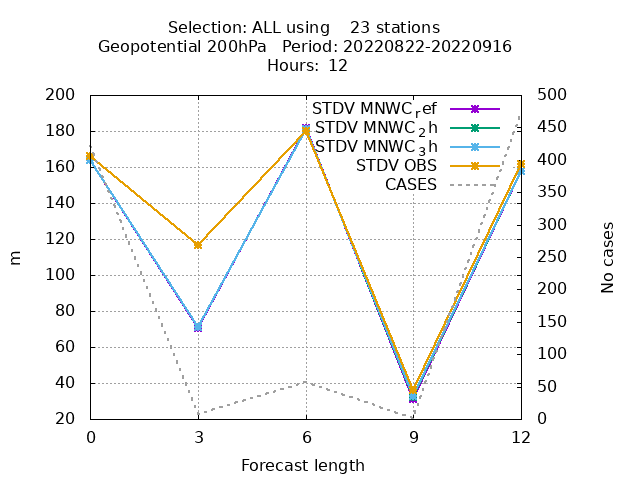 Selection: ALL using    23 stations
Geopotential 200hPa   Period: 20220822-20220916
Hours:  12
STDV MNWC_ref
STDV MNWC_2h
STDV MNWC_3h
STDV OBS
CASES
200
180
160
140
120
100
80
60
40
20
m
500
450
400
350
300
250
200
150
100
50
0
No cases
0 3 6 9 12
Forecast length